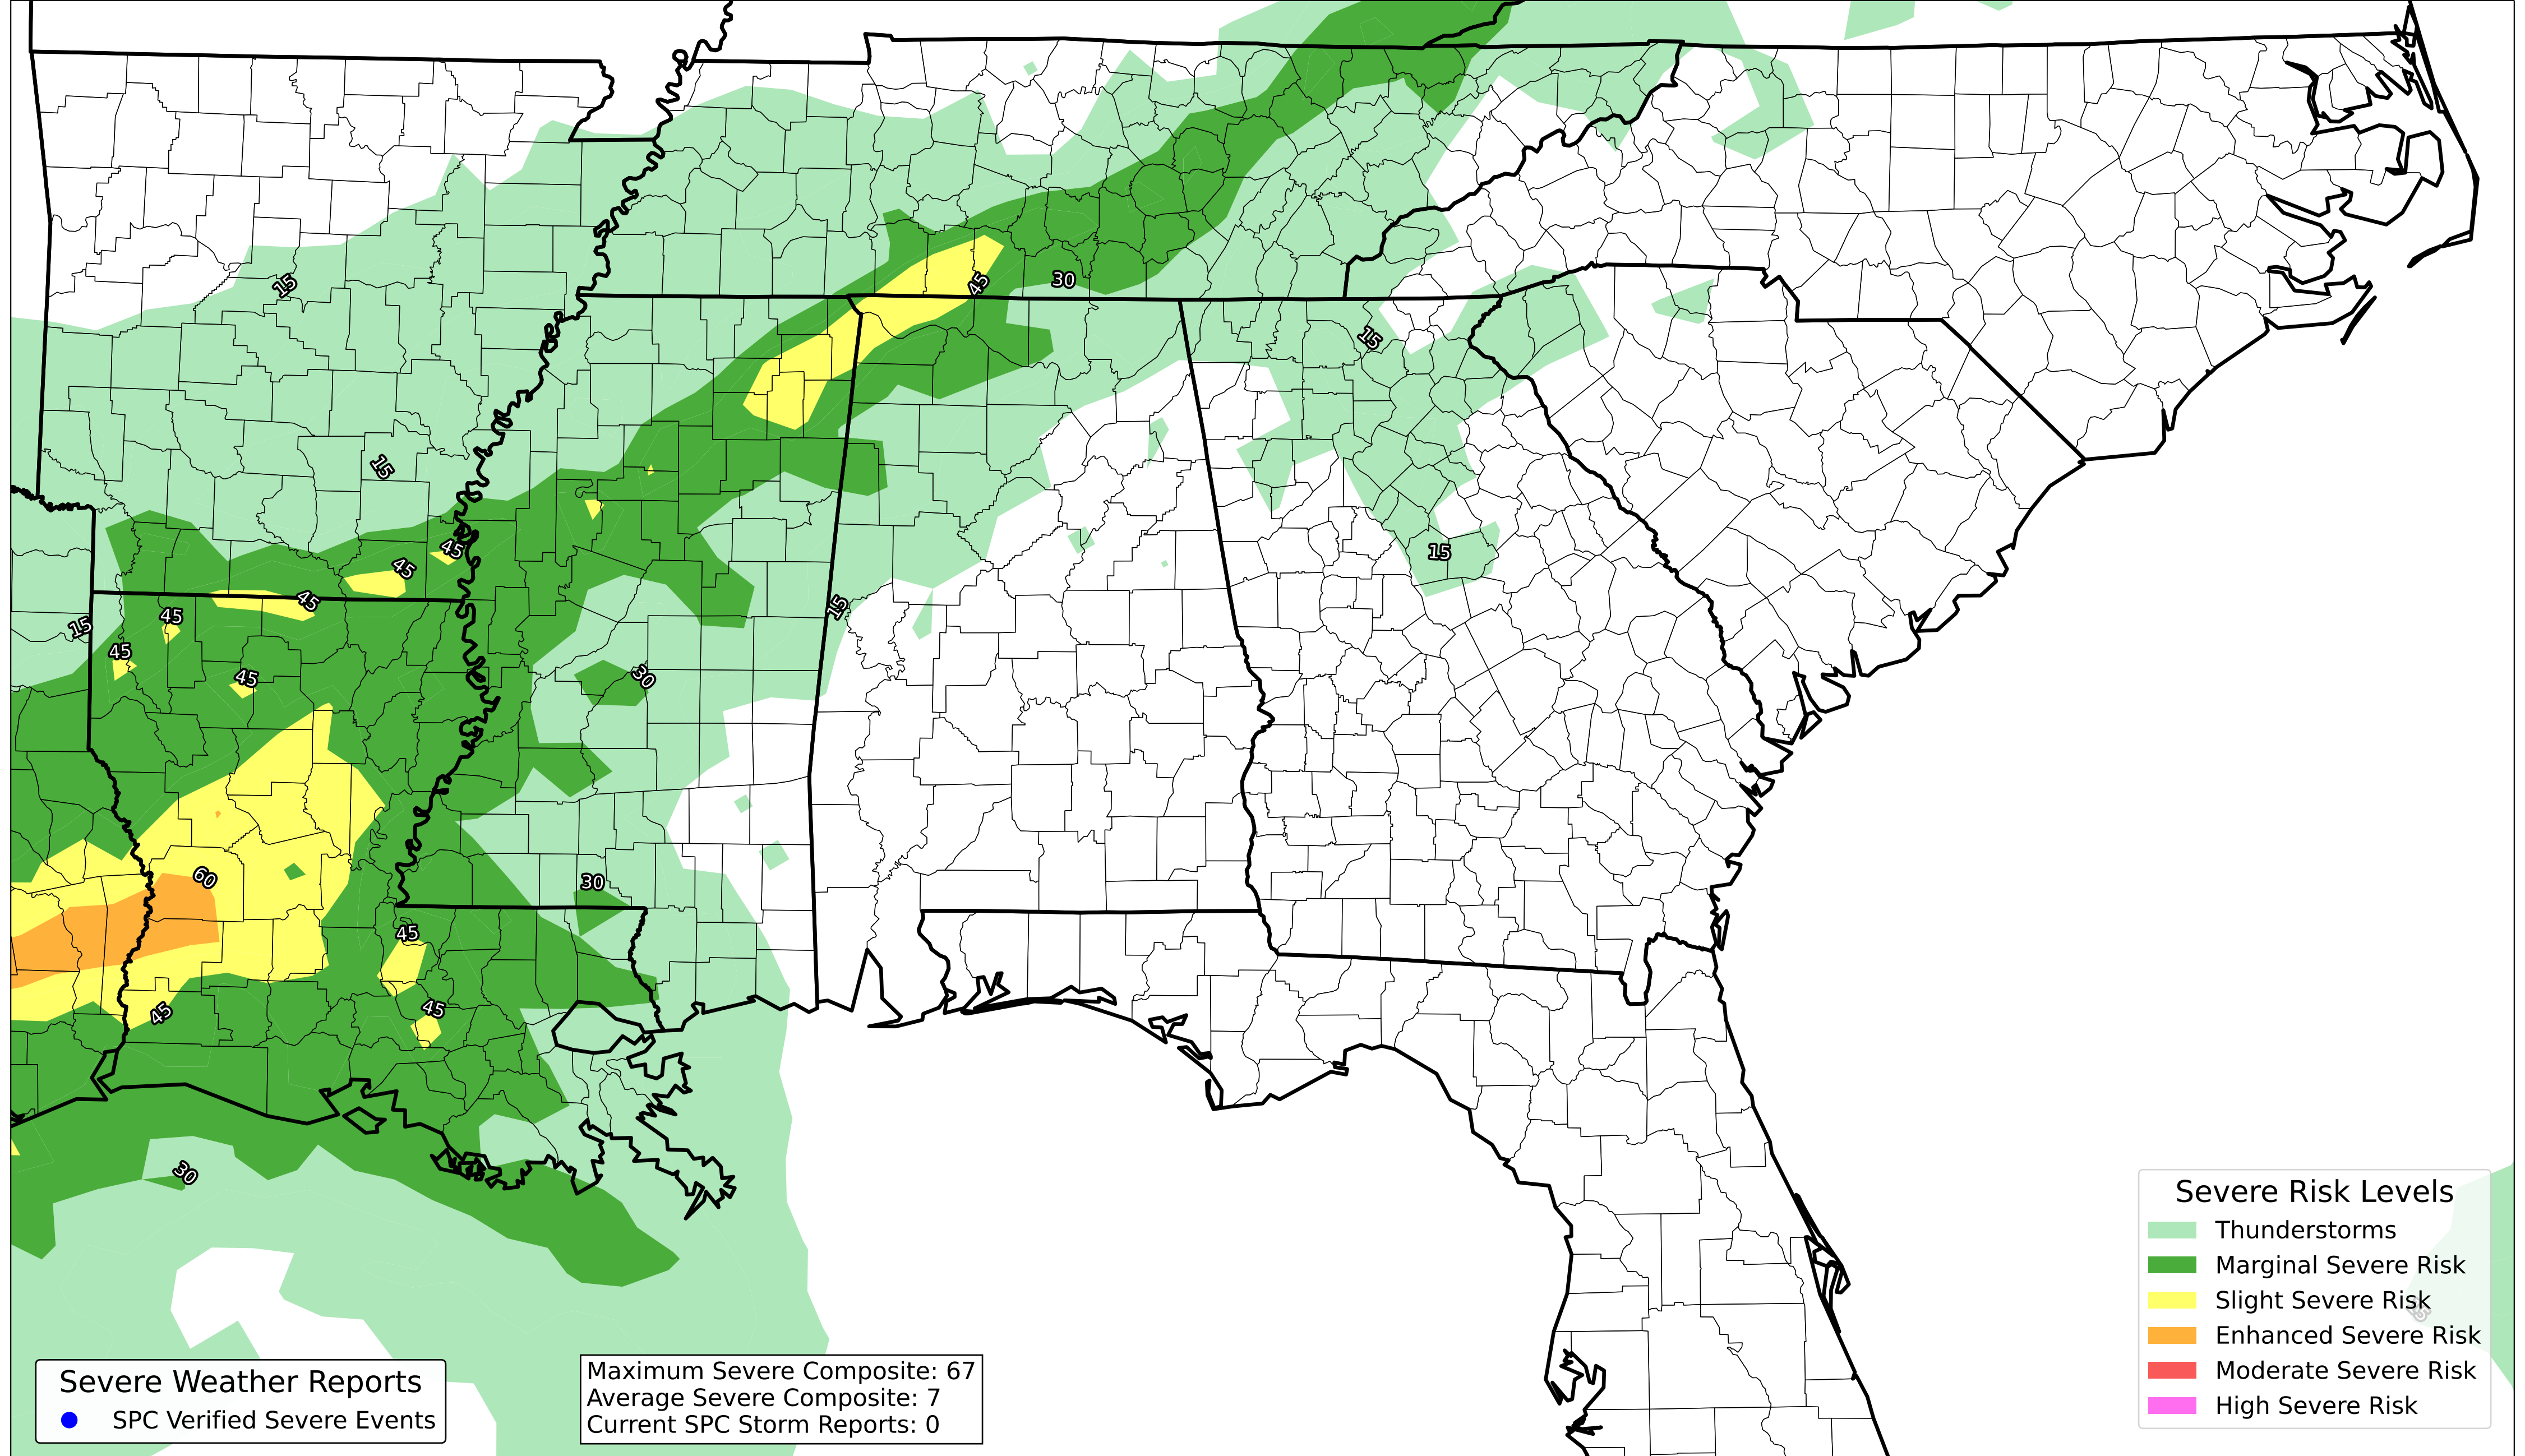 15
45
30
15
15
45
45
15
45
45
15
15
45
45
30
60
30
45
45
45
30
Severe Risk Levels
Thunderstorms
Marginal Severe Risk
Slight Severe Risk
Enhanced Severe Risk
Moderate Severe Risk
High Severe Risk
Severe Weather Reports
SPC Verified Severe Events
Maximum Severe Composite: 67
Average Severe Composite: 7
Current SPC Storm Reports: 0